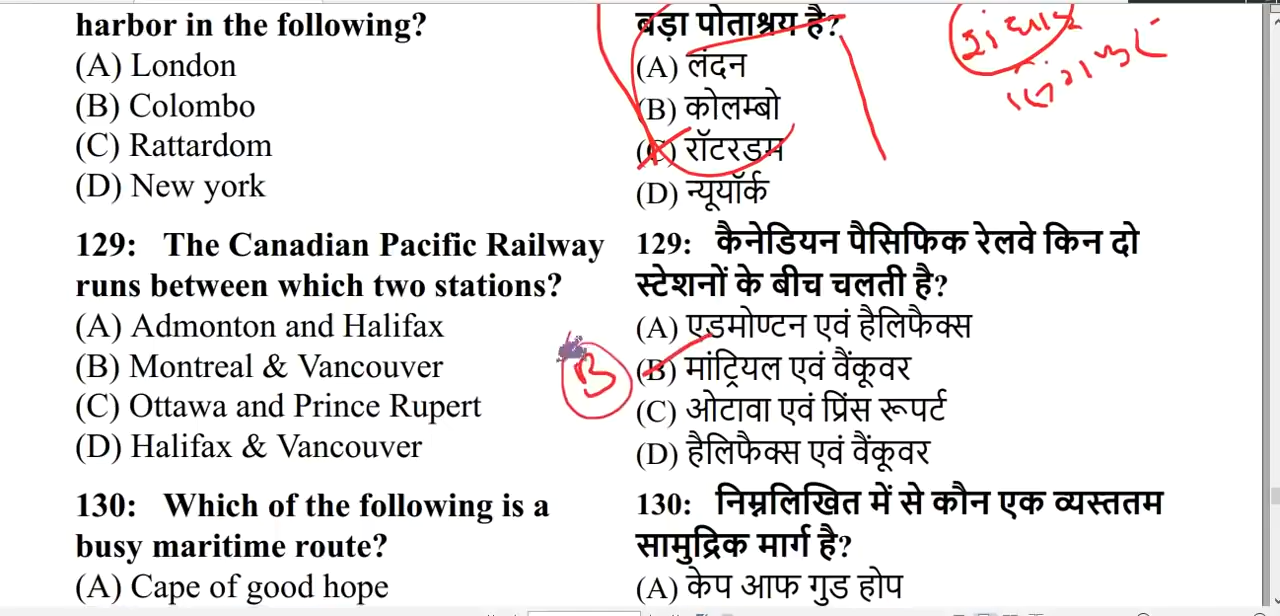 harbor in the following?
(A) London
(B) Colombo
(C) Rattardom
(D) New york
129: The Canadian Pacific Railway
runs between which two stations?
(A) Admonton and Halifax
(B) Montreal & Vancouver
(C) Ottawa and Prince Rupert
(D) Halifax & Vancouver
130: Which of the following is a
busy maritime route?
(A) Cape of good hope
बड़ा पोताश्रय है?
(A) लंदन
(B) कोलम्बो
(C) रॉटरडम
(D) न्यूयॉर्क
129: कैनेडियन पैसिफिक रेलवे किन दो
स्टेशनों के बीच चलती है?
(A) एडमोण्टन एवं हैलिफैक्स
(B) मांट्रियल एवं वैंकूवर
(C) ओटावा एवं प्रिंस रूपर्ट
(D) हैलिफैक्स एवं वैंकूवर
B
130: निम्नलिखित में से कौन एक व्यस्ततम
सामुद्रिक मार्ग है?
(A) केप आफ गुड होप